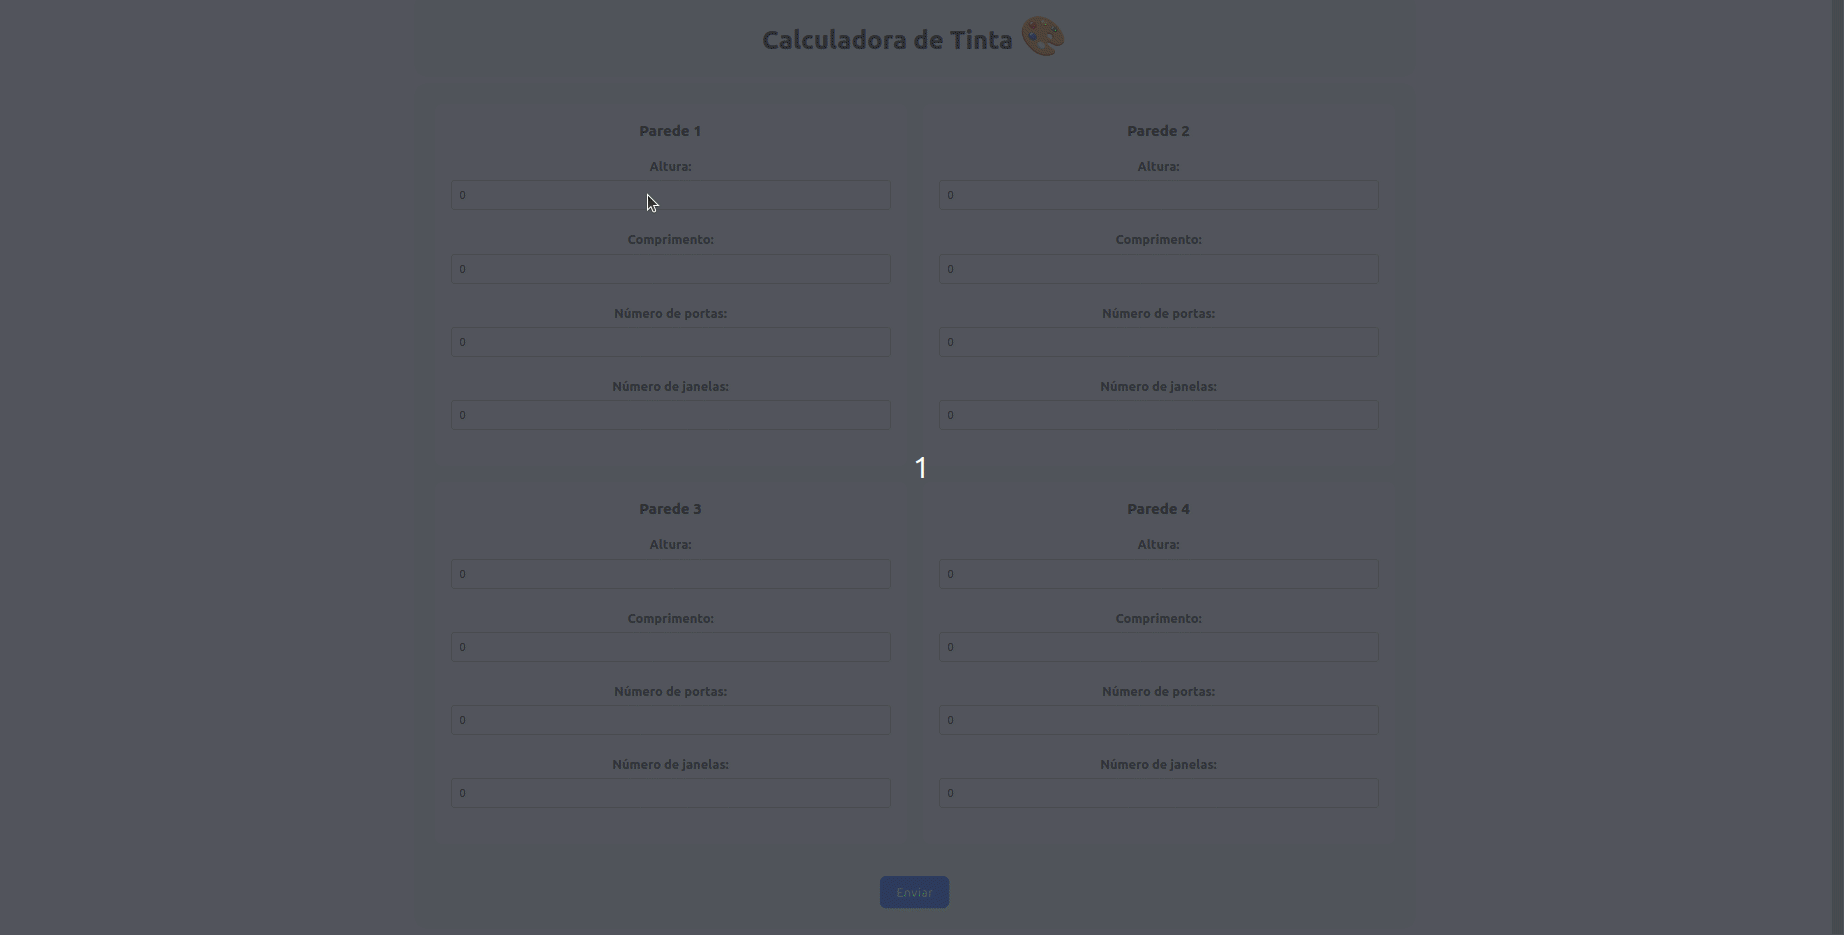 Calculadora de Tinta
Parede 1
Altura:
0
Comprimento:
0
Número de portas:
0
Número de janelas:
0
Parede 2
Altura:
0
Comprimento:
0
Número de portas:
0
Número de janelas:
0
1
Parede 3
Altura:
0
Comprimento:
0
Número de portas:
0
Número de janelas:
0
Parede 4
Altura:
0
Comprimento:
0
Número de portas:
0
Número de janelas:
0
Enviar